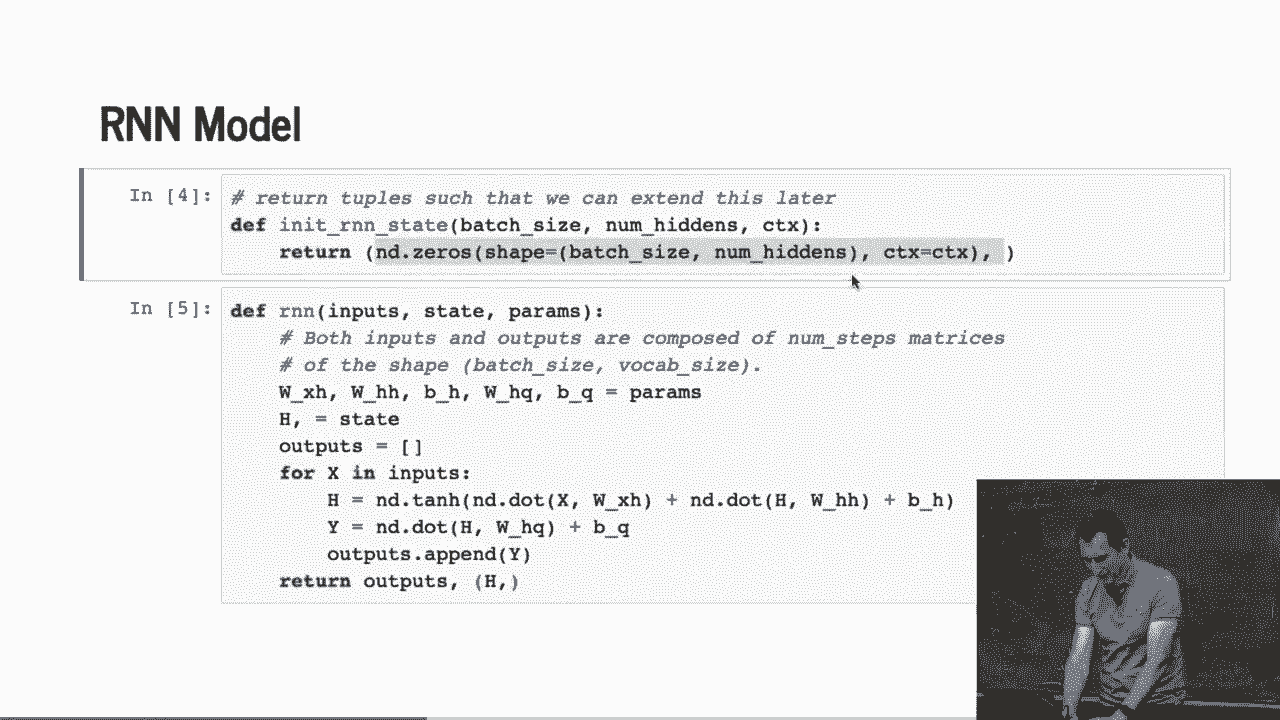 RNN Model
In [4]:
# return tuples such that we can extend this later
def init_rnn_state(batch_size, num_hiddens, ctx):
    return (nd.zeros(shape=(batch_size, num_hiddens), ctx=ctx), )
In [5]:
def rnn(inputs, state, params):
    # Both inputs and outputs are composed of num_steps matrices
    # of the shape (batch_size, vocab_size).
    W_xh, W_hh, b_h, W_hq, b_q = params
    H, = state
    outputs = []
    for X in inputs:
        H = nd.tanh(nd.dot(X, W_xh) + nd.dot(H, W_hh) + b_h)
        Y = nd.dot(H, W_hq) + b_q
        outputs.append(Y)
    return outputs, (H,)